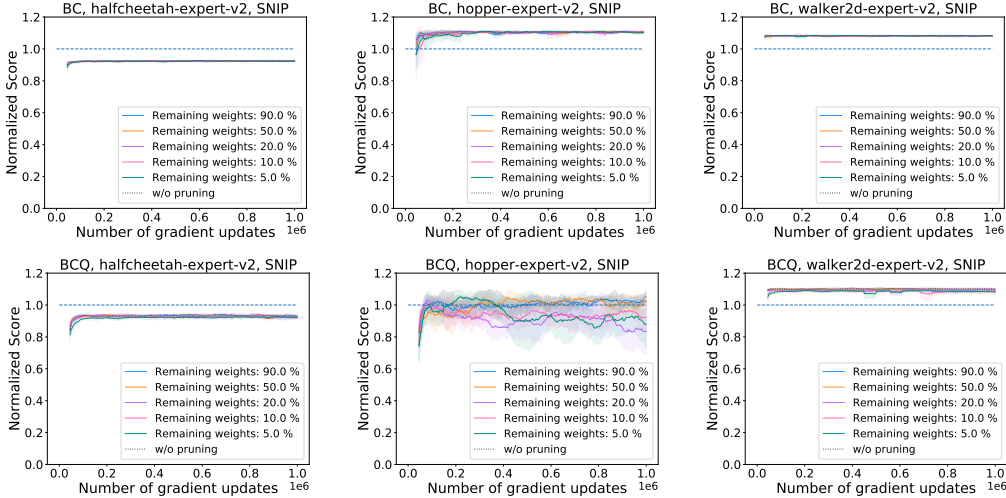 BC, halfcheetah-expert-v2, SNIP
1.2
1.0
0.8
0.6
0.4
0.2
0.0
Normalized Score
Remaining weights: 90.0 %
Remaining weights: 50.0 %
Remaining weights: 20.0 %
Remaining weights: 10.0 %
Remaining weights: 5.0 %
w/o pruning
0.0 0.2 0.4 0.6 0.8 1.0
Number of gradient updates 1e6
BC, hopper-expert-v2, SNIP
1.2
1.0
0.8
0.6
0.4
0.2
0.0
Normalized Score
Remaining weights: 90.0 %
Remaining weights: 50.0 %
Remaining weights: 20.0 %
Remaining weights: 10.0 %
Remaining weights: 5.0 %
w/o pruning
0.0 0.2 0.4 0.6 0.8 1.0
Number of gradient updates 1e6
BC, walker2d-expert-v2, SNIP
1.2
1.0
0.8
0.6
0.4
0.2
0.0
Normalized Score
Remaining weights: 90.0 %
Remaining weights: 50.0 %
Remaining weights: 20.0 %
Remaining weights: 10.0 %
Remaining weights: 5.0 %
w/o pruning
0.0 0.2 0.4 0.6 0.8 1.0
Number of gradient updates 1e6
BCQ, halfcheetah-expert-v2, SNIP
1.2
1.0
0.8
0.6
0.4
0.2
0.0
Normalized Score
Remaining weights: 90.0 %
Remaining weights: 50.0 %
Remaining weights: 20.0 %
Remaining weights: 10.0 %
Remaining weights: 5.0 %
w/o pruning
0.0 0.2 0.4 0.6 0.8 1.0
Number of gradient updates 1e6
BCQ, hopper-expert-v2, SNIP
1.2
1.0
0.8
0.6
0.4
0.2
0.0
Normalized Score
Remaining weights: 90.0 %
Remaining weights: 50.0 %
Remaining weights: 20.0 %
Remaining weights: 10.0 %
Remaining weights: 5.0 %
w/o pruning
0.0 0.2 0.4 0.6 0.8 1.0
Number of gradient updates 1e6
BCQ, walker2d-expert-v2, SNIP
1.2
1.0
0.8
0.6
0.4
0.2
0.0
Normalized Score
Remaining weights: 90.0 %
Remaining weights: 50.0 %
Remaining weights: 20.0 %
Remaining weights: 10.0 %
Remaining weights: 5.0 %
w/o pruning
0.0 0.2 0.4 0.6 0.8 1.0
Number of gradient updates 1e6